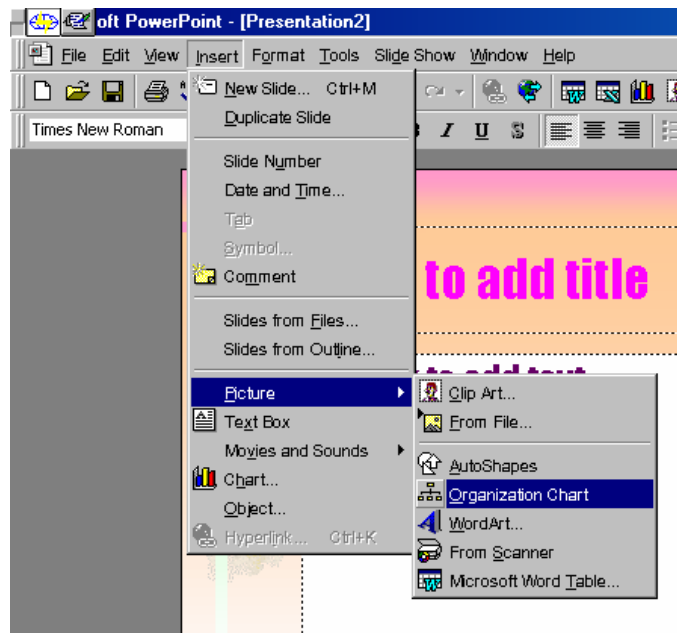 oft PowerPoint - [Presentation2]
File Edit View Insert Format Tools Slide Show Window Help
Times New Roman I U S
New Slide... Ctrl+M
Duplicate Slide
Slide Number
Date and Time...
Tab
Symbol...
Comment
Slides from Files...
Slides from Outline...
Picture
Text Box
Movies and Sounds
Chart...
Object...
Hyperlink... Ctrl+K
to add title
to add text
Clip Art...
From File...
AutoShapes
Organization Chart
WordArt...
From Scanner
Microsoft Word Table...